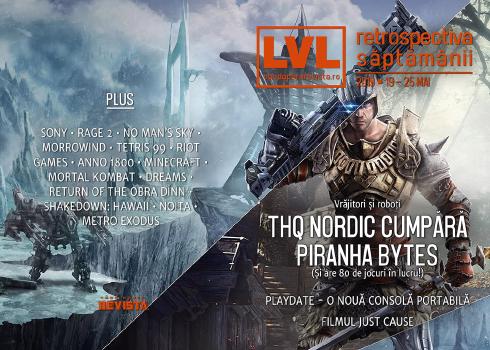 LVL
retrospectiva
săptămânii
19 - 25 MAI
PLUS
SONY • RAGE 2 • NO MAN'S SKY •
MORROWIND • TETRIS 99 • RIOT
GAMES • ANNO 1800 • MINECRAFT •
MORTAL KOMBAT • DREAMS •
RETURN OF THE OBRA DINN •
SHAKEDOWN: HAWAII • NOITA •
METRO EXODUS
REVISTA
Vrăjitori și roboți
THQ NORDIC CUMPĂRĂ
PIRANHA BYTES
(Și are 80 de jocuri în lucru!)
PLAYDATE - O NOUĂ CONSOLĂ PORTABILĂ
FILMUL JUST CAUSE